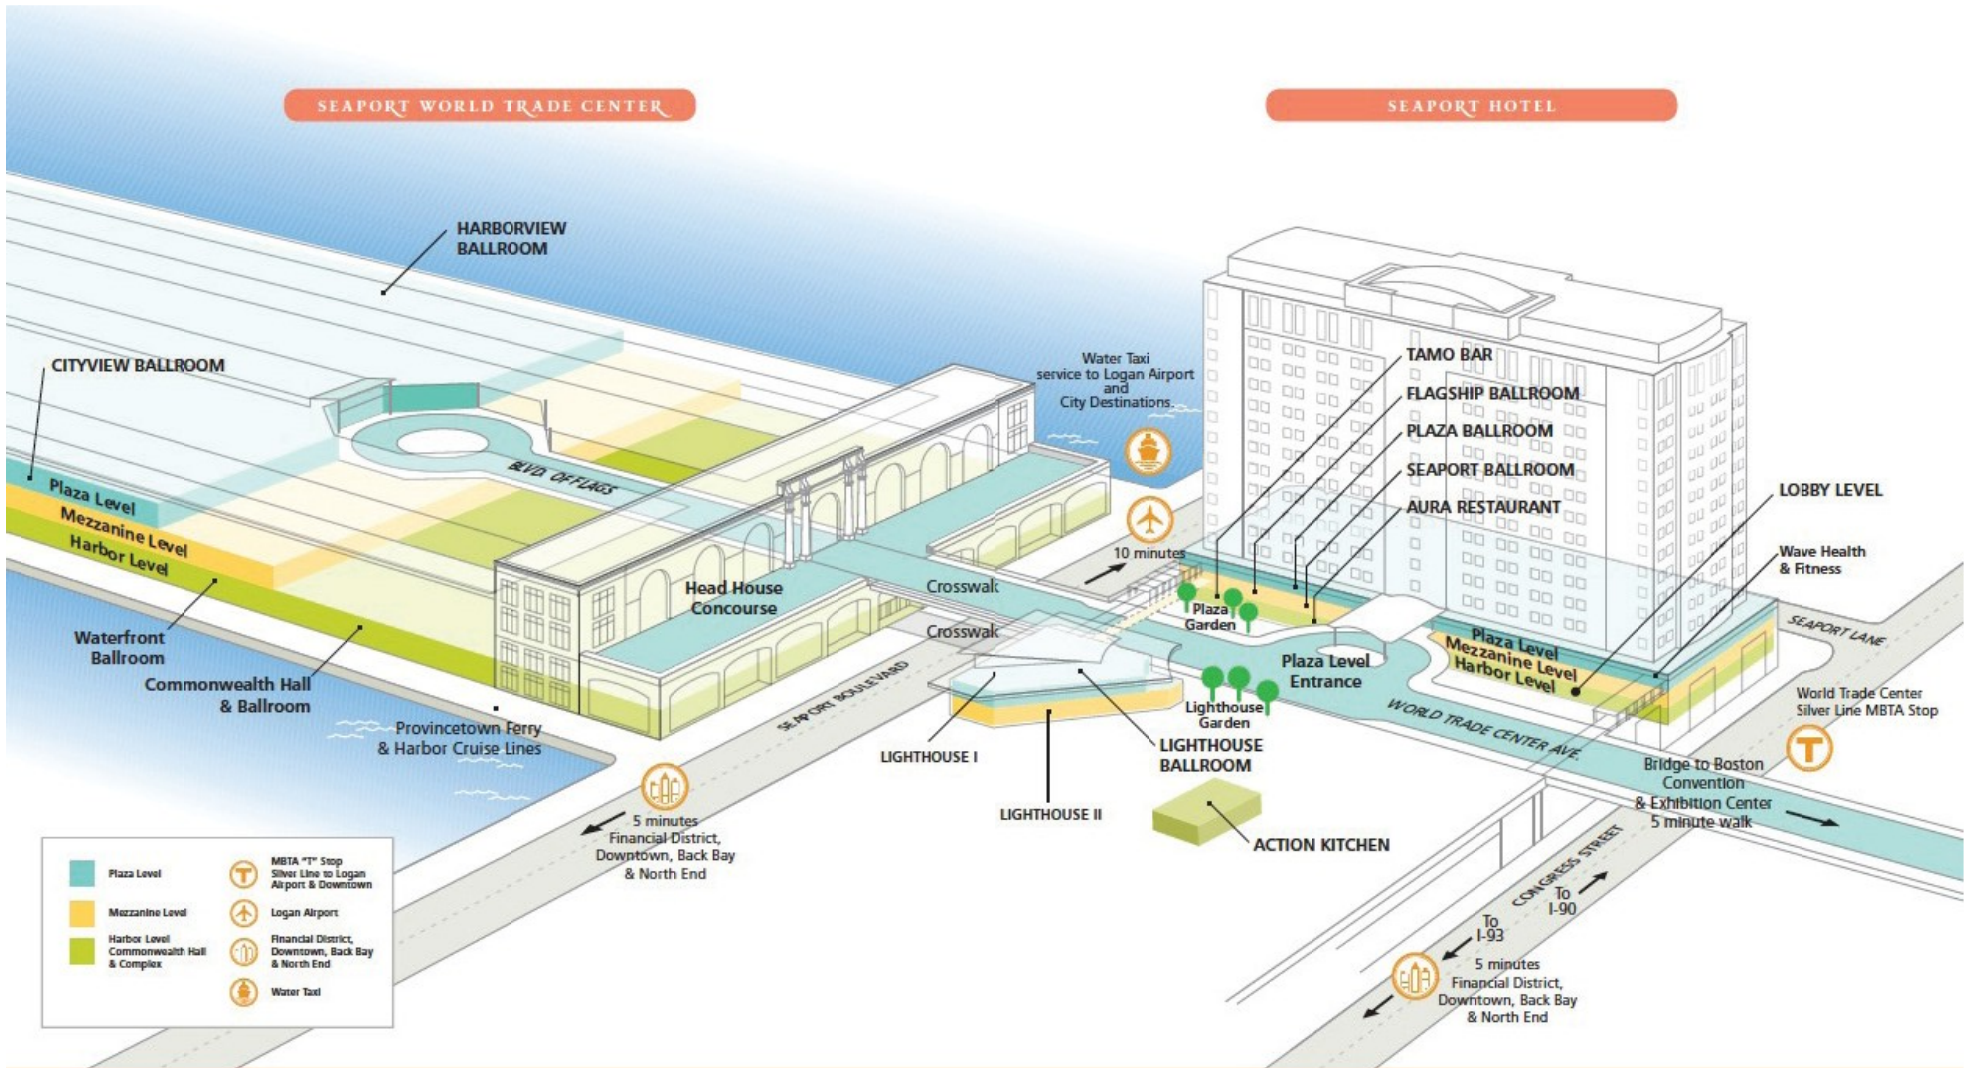 SEAPORT WORLD TRADE CENTER
SEAPORT HOTEL
HARBORVIEW
BALLROOM
CITYVIEW BALLROOM
Plaza Level
Mezzanine Level
Harbor Level
Waterfront
Ballroom
Commonwealth Hall
& Ballroom
Provincetown Ferry
& Harbor Cruise Lines
BLVD. OF FLAGS
Head House
Concourse
Crosswalk
Crosswalk
SEAPORT BOULEVARD
Water Taxi
service to Logan Airport
and
City Destinations.
10 minutes
TAMO BAR
FLAGSHIP BALLROOM
PLAZA BALLROOM
SEAPORT BALLROOM
AURA RESTAURANT
LOBBY LEVEL
Wave Health
& Fitness
Plaza
Garden
Plaza Level
Entrance
Plaza Level
Mezzanine Level
Harbor Level
SEAPORT LANE
Lighthouse
Garden
WORLD TRADE CENTER AVE.
World Trade Center
Silver Line MBTA Stop
T
LIGHTHOUSE I
LIGHTHOUSE II
LIGHTHOUSE
BALLROOM
ACTION KITCHEN
Bridge to Boston
Convention
& Exhibition Center
5 minute walk
5 minutes
Financial District,
Downtown, Back Bay
& North End
CONGRESS STREET
To
I-90
To
I-93
5 minutes
Financial District,
Downtown, Back Bay
& North End
Plaza Level
Mezzanine Level
Harbor Level
Commonwealth Hall
& Complex
T
MBTA "T" Stop
Silver Line to Logan
Airport & Downtown
Logan Airport
Financial District,
Downtown, Back Bay
& North End
Water Taxi